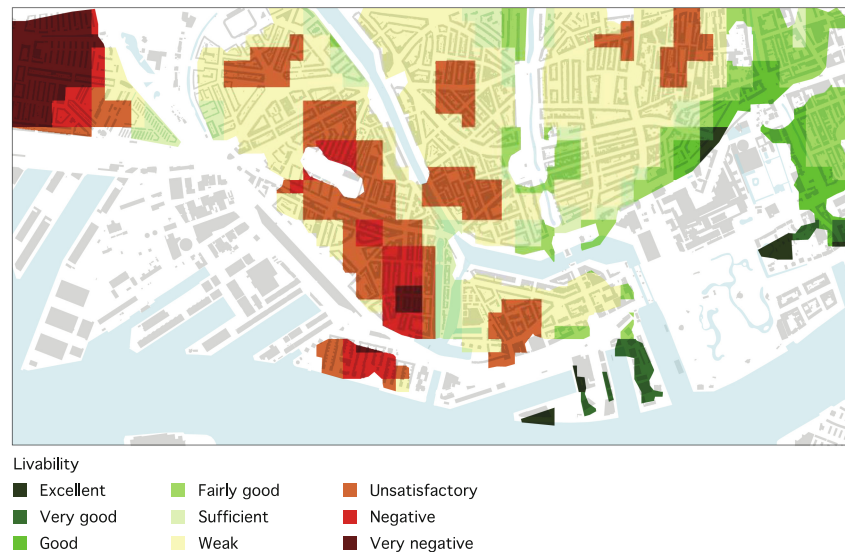 Livability
Excellent
Very good
Good
Fairly good
Sufficient
Weak
Unsatisfactory
Negative
Very negative